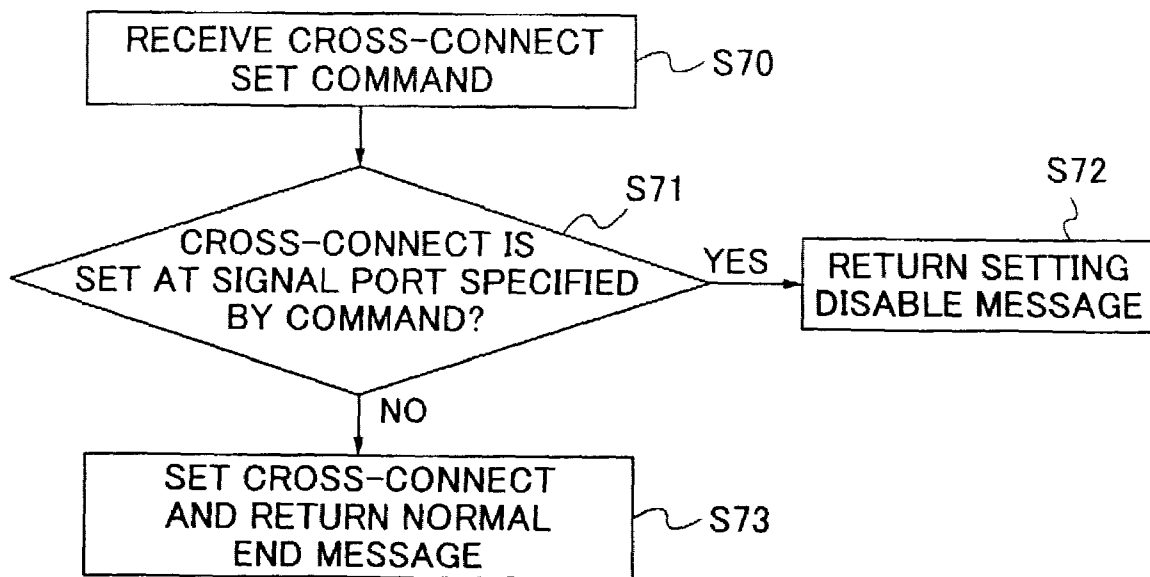 RECEIVE CROSS-CONNECT
SET COMMAND
S70
S71
CROSS-CONNECT IS
SET AT SIGNAL PORT SPECIFIED
BY COMMAND?
YES
S72
RETURN SETTING
DISABLE MESSAGE
NO
SET CROSS-CONNECT
AND RETURN NORMAL
END MESSAGE
S73